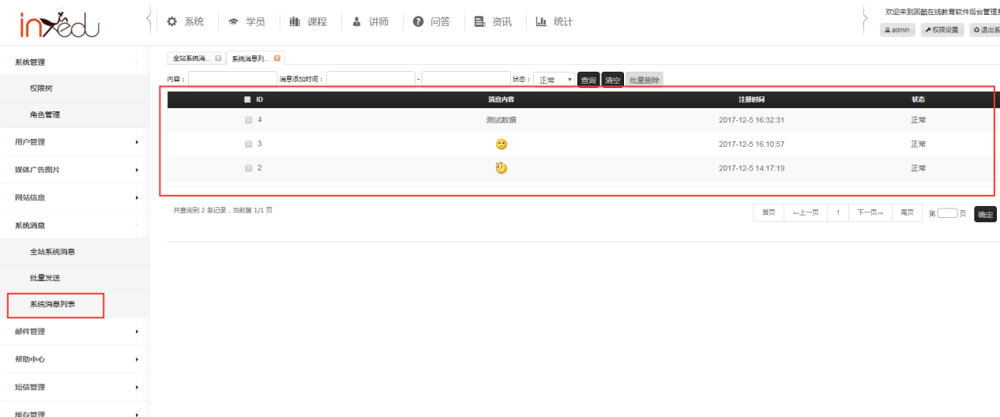 inxedu
系统
学员
课程
讲师
问答
资讯
统计
欢迎来到因酷在线教育软件后台管理系
admin
权限设置
退出系
系统管理
权限树
角色管理
用户管理
媒体广告图片
网站信息
系统消息
全站系统消息
批量发送
系统消息列表
邮件管理
帮助中心
短信管理
缓存管理
全站系统消...
系统消息列...
内容：
消息添加时间：
-
状态：
正常
查询
清空
批量删除
ID 消息内容 注册时间 状态
4 测试数据 2017-12-5 16:32:31 正常
3 2017-12-5 16:10:57 正常
2 2017-12-5 14:17:19 正常
共查询到 2 条记录，当前第 1/1 页
首页
←上一页
1
下一页→
尾页
第 页
确定